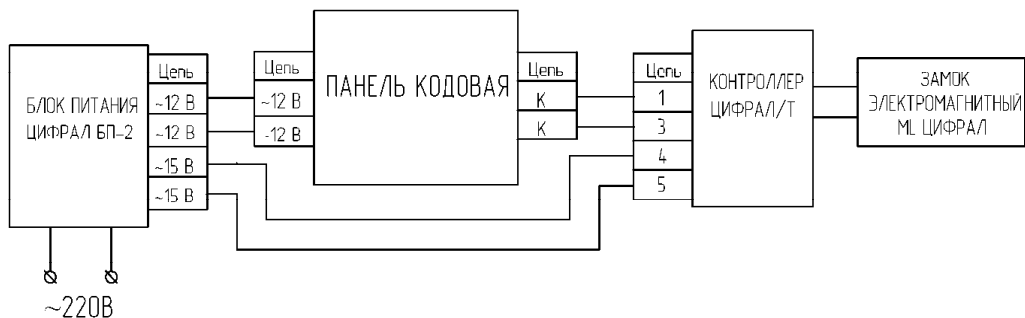 БЛОК ПИТАНИЯ
ЦИФРАЛ БП-2
Цепь
~12 В
~12 В
~15 В
~15 В
~220В
Цепь
~12 В
~12 В
ПАНЕЛЬ КОДОВАЯ
Цепь
К
К
Цепь
1
3
4
5
КОНТРОЛЛЕР
ЦИФРАЛ/Т
ЗАМОК
ЭЛЕКТРОМАГНИТНЫЙ
ML ЦИФРАЛ